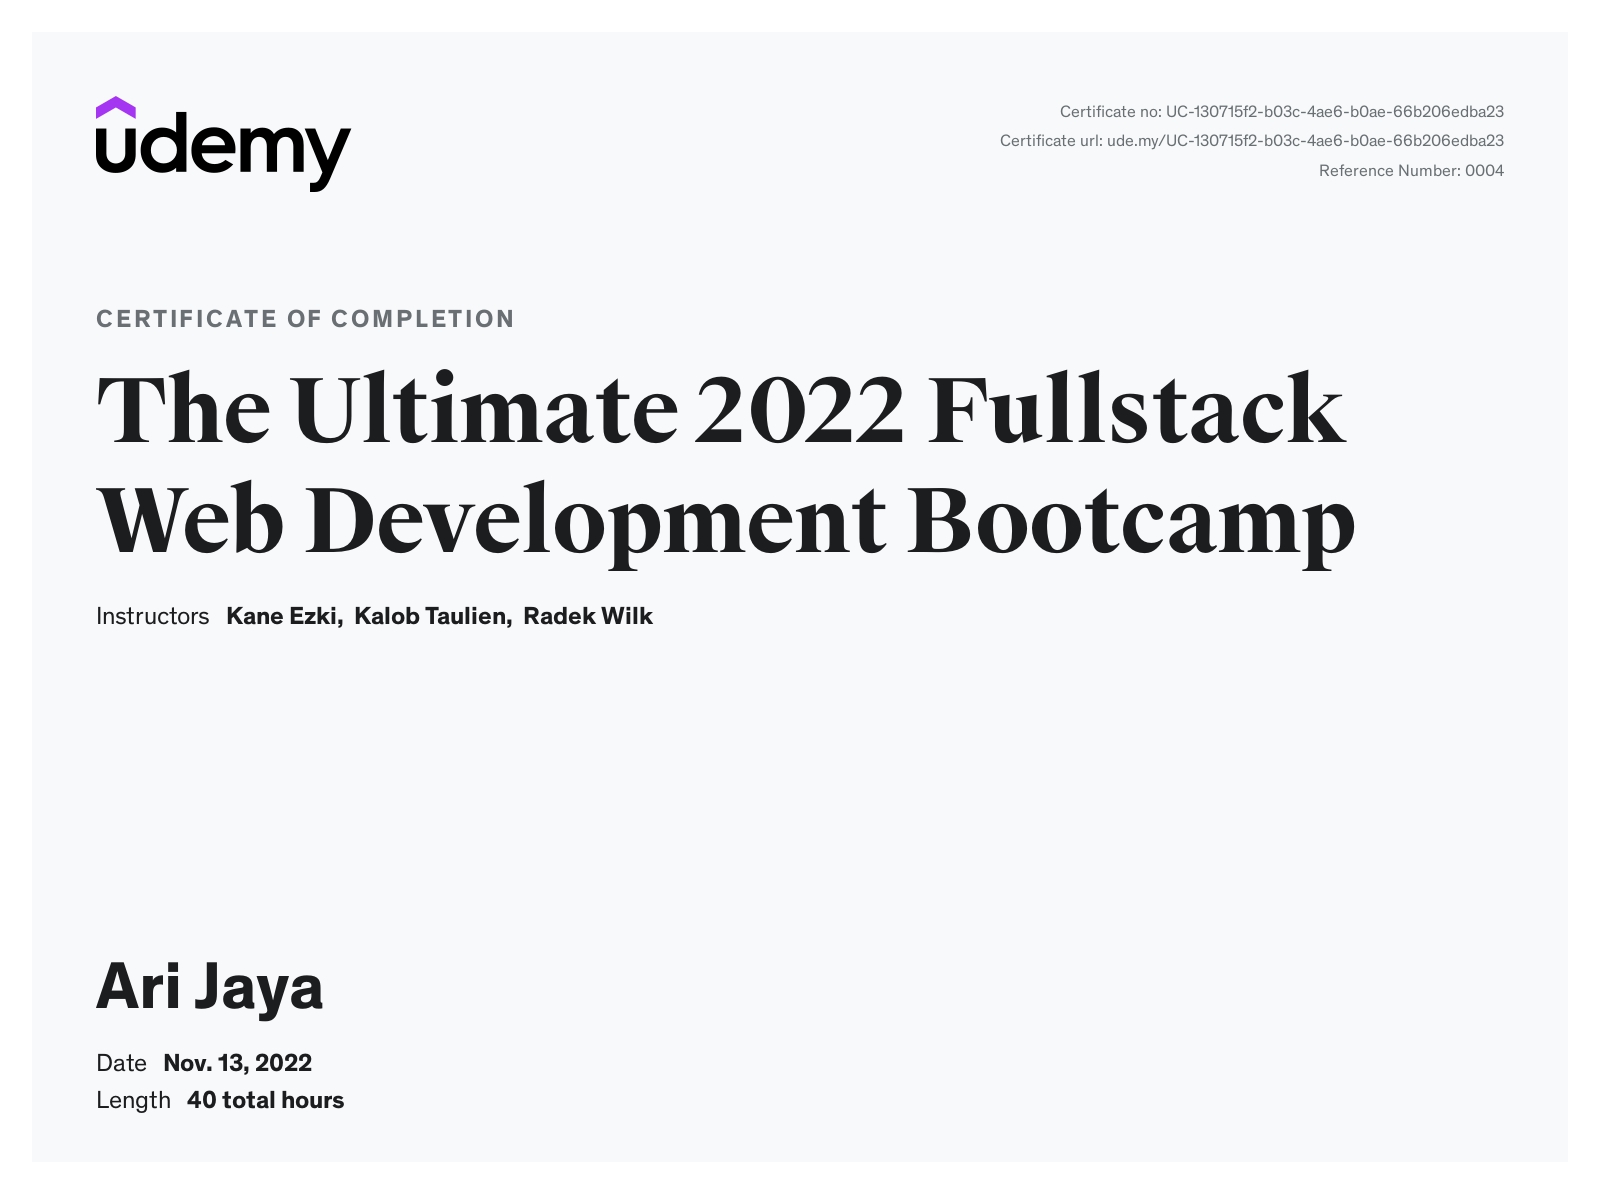 udemy
Certificate no: UC-130715f2-b03c-4ae6-b0ae-66b206edba23
Certificate url: ude.my/UC-130715f2-b03c-4ae6-b0ae-66b206edba23
Reference Number: 0004
CERTIFICATE OF COMPLETION
The Ultimate 2022 Fullstack
Web Development Bootcamp
Instructors Kane Ezki, Kalob Taulien, Radek Wilk
Ari Jaya
Date Nov. 13, 2022
Length 40 total hours